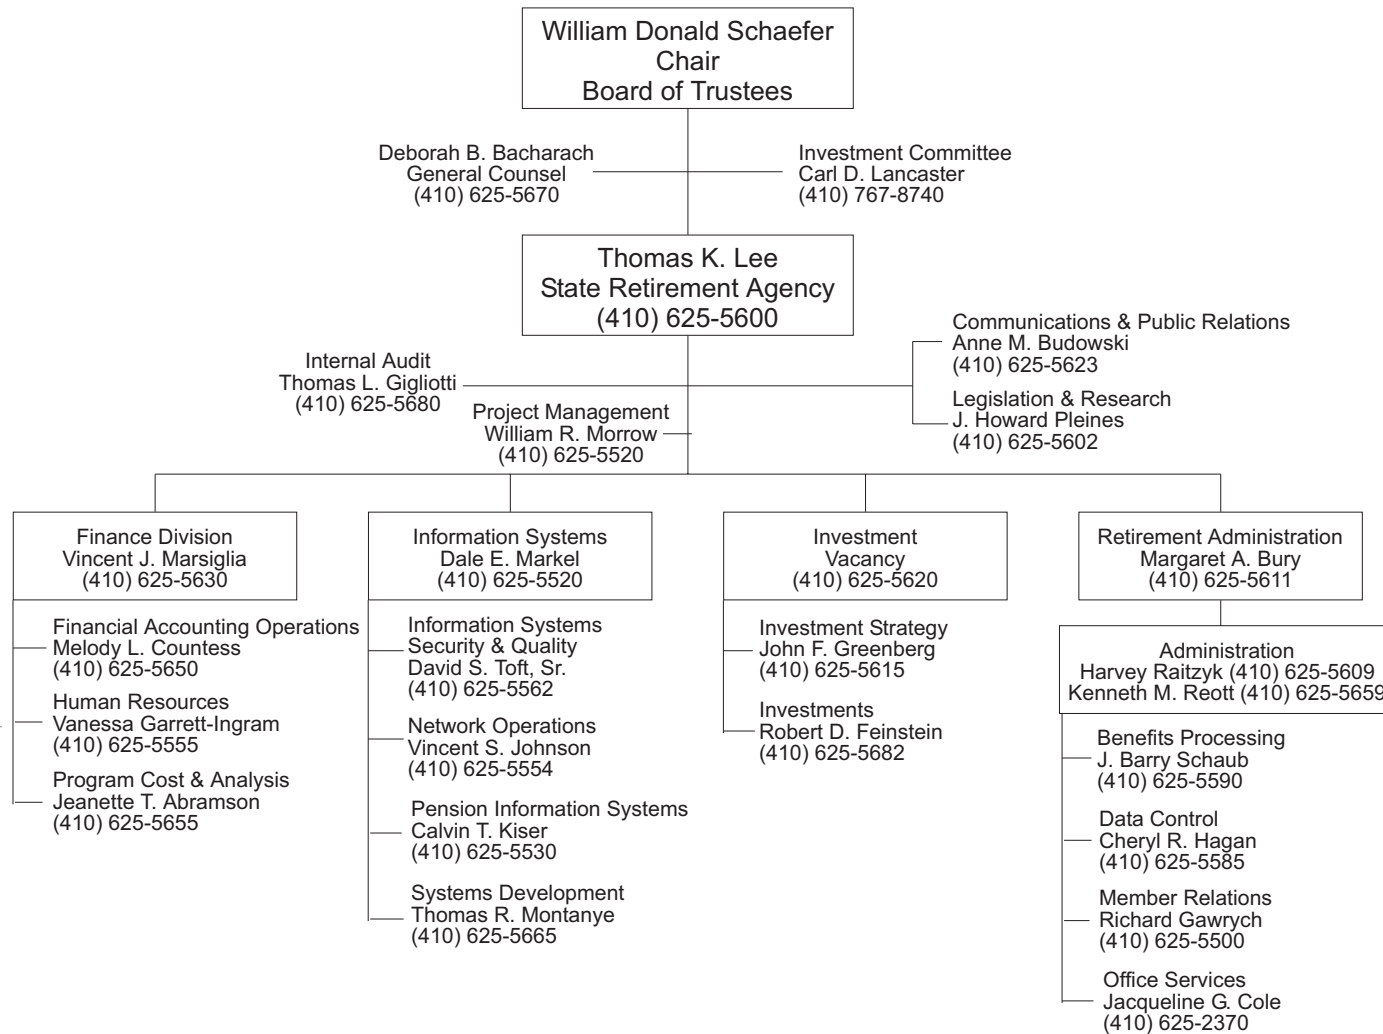 William Donald Schaefer
Chair
Board of Trustees
Deborah B. Bacharach
General Counsel
(410) 625-5670
Investment Committee
Carl D. Lancaster
(410) 767-8740
Thomas K. Lee
State Retirement Agency
(410) 625-5600
Internal Audit
Thomas L. Gigliotti
(410) 625-5680
Communications & Public Relations
Anne M. Budowski
(410) 625-5623
Legislation & Research
J. Howard Pleines
(410) 625-5602
Project Management
William R. Morrow
(410) 625-5520
Finance Division
Vincent J. Marsiglia
(410) 625-5630
Financial Accounting Operations
Melody L. Countess
(410) 625-5650
Human Resources
Vanessa Garrett-Ingram
(410) 625-5555
Program Cost & Analysis
Jeanette T. Abramson
(410) 625-5655
Information Systems
Dale E. Markel
(410) 625-5520
Information Systems
Security & Quality
David S. Toft, Sr.
(410) 625-5562
Network Operations
Vincent S. Johnson
(410) 625-5554
Pension Information Systems
Calvin T. Kiser
(410) 625-5530
Systems Development
Thomas R. Montanye
(410) 625-5665
Investment
Vacancy
(410) 625-5620
Investment Strategy
John F. Greenberg
(410) 625-5615
Investments
Robert D. Feinstein
(410) 625-5682
Retirement Administration
Margaret A. Bury
(410) 625-5611
Administration
Harvey Raitzyk (410) 625-5609
Kenneth M. Reott (410) 625-5659
Benefits Processing
J. Barry Schaub
(410) 625-5590
Data Control
Cheryl R. Hagan
(410) 625-5585
Member Relations
Richard Gawrych
(410) 625-5500
Office Services
Jacqueline G. Cole
(410) 625-2370